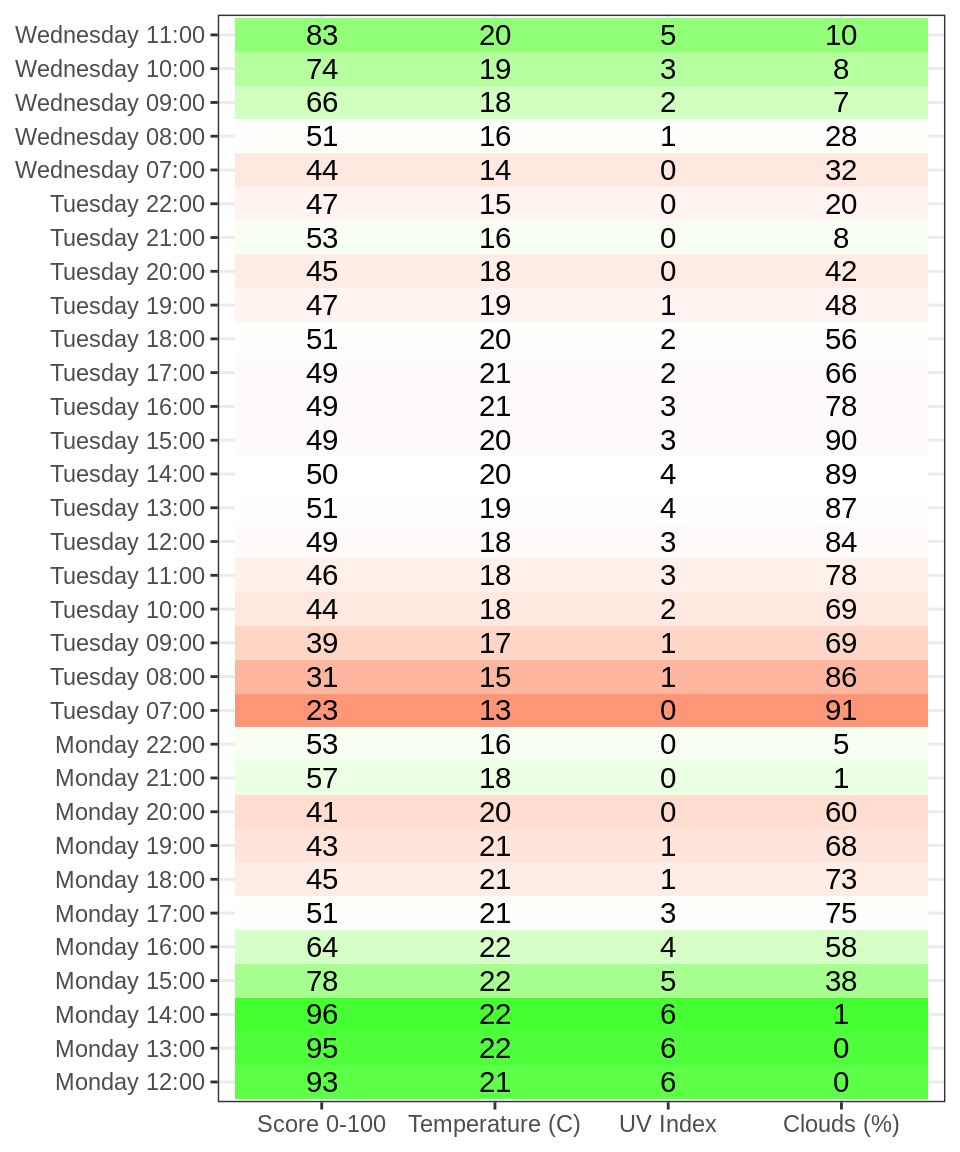 Wednesday 11:00 83 20 5 10
Wednesday 10:00 74 19 3 8
Wednesday 09:00 66 18 2 7
Wednesday 08:00 51 16 1 28
Wednesday 07:00 44 14 0 32
Tuesday 22:00 47 15 0 20
Tuesday 21:00 53 16 0 8
Tuesday 20:00 45 18 0 42
Tuesday 19:00 47 19 1 48
Tuesday 18:00 51 20 2 56
Tuesday 17:00 49 21 2 66
Tuesday 16:00 49 21 3 78
Tuesday 15:00 49 20 3 90
Tuesday 14:00 50 20 4 89
Tuesday 13:00 51 19 4 87
Tuesday 12:00 49 18 3 84
Tuesday 11:00 46 18 3 78
Tuesday 10:00 44 18 2 69
Tuesday 09:00 39 17 1 69
Tuesday 08:00 31 15 1 86
Tuesday 07:00 23 13 0 91
Monday 22:00 53 16 0 5
Monday 21:00 57 18 0 1
Monday 20:00 41 20 0 60
Monday 19:00 43 21 1 68
Monday 18:00 45 21 1 73
Monday 17:00 51 21 3 75
Monday 16:00 64 22 4 58
Monday 15:00 78 22 5 38
Monday 14:00 96 22 6 1
Monday 13:00 95 22 6 0
Monday 12:00 93 21 6 0
Score 0-100 Temperature (C) UV Index Clouds (%)